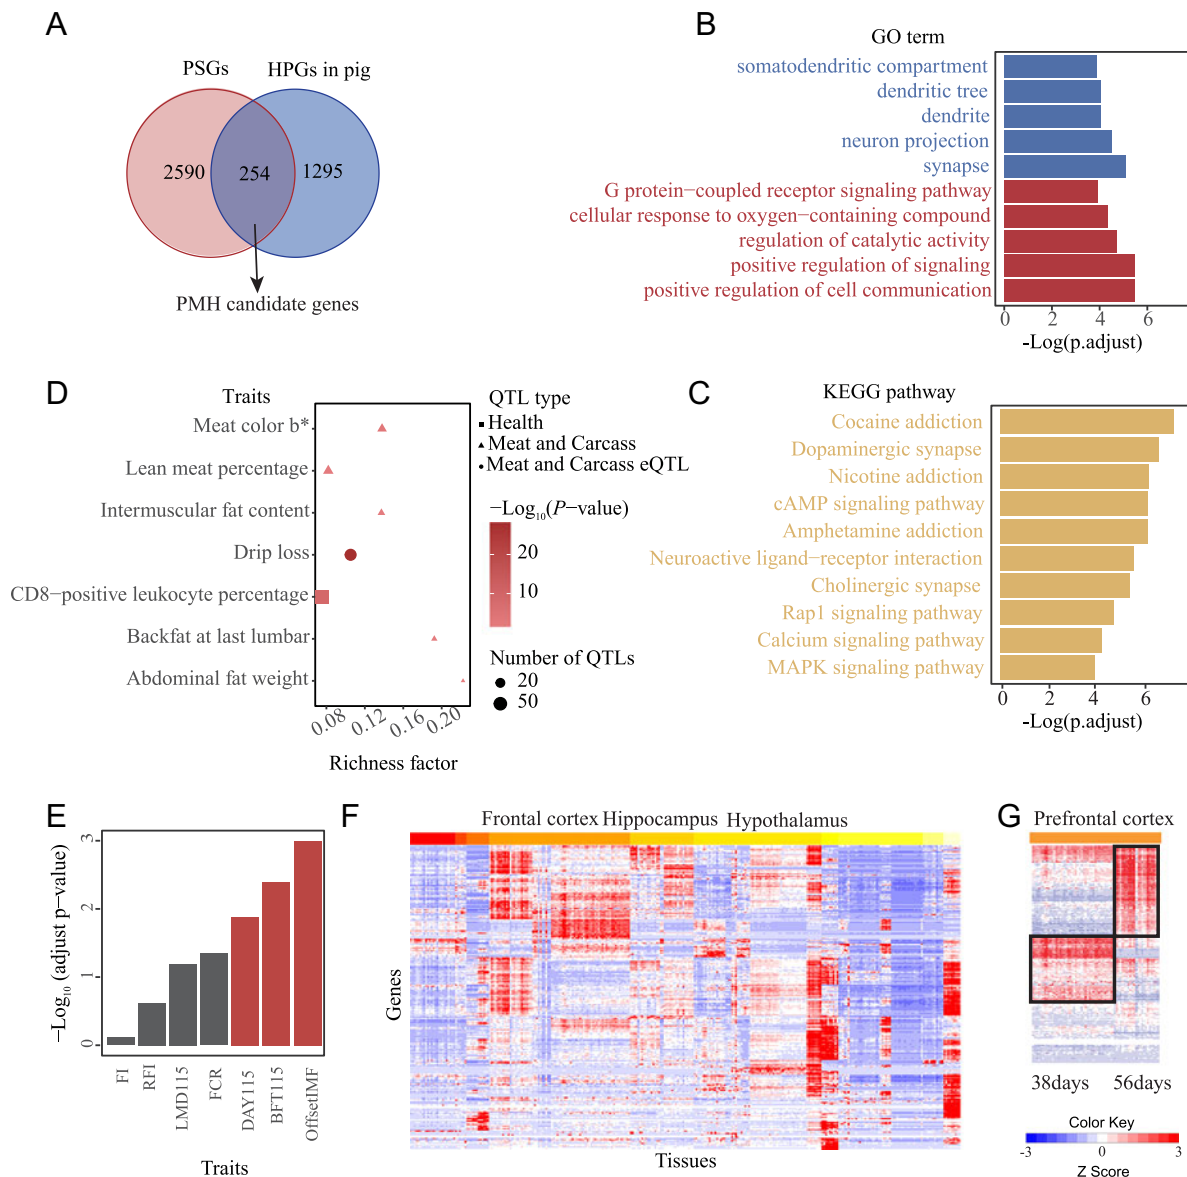 A
PSGs
HPGs in pig
2590
254
1295
PMH candidate genes
B
GO term
somatodendritic compartment
dendritic tree
dendrite
neuron projection
synapse
G protein−coupled receptor signaling pathway
cellular response to oxygen−containing compound
regulation of catalytic activity
positive regulation of signaling
positive regulation of cell communication
0 2 4 6
-Log(p.adjust)
D
Traits
Meat color b*
Lean meat percentage
Intermuscular fat content
Drip loss
CD8−positive leukocyte percentage
Backfat at last lumbar
Abdominal fat weight
0.08 0.12 0.16 0.20
Richness factor
QTL type
Health
Meat and Carcass
Meat and Carcass eQTL
−Log10(P−value)
20
10
Number of QTLs
20
50
C
KEGG pathway
Cocaine addiction
Dopaminergic synapse
Nicotine addiction
cAMP signaling pathway
Amphetamine addiction
Neuroactive ligand−receptor interaction
Cholinergic synapse
Rap1 signaling pathway
Calcium signaling pathway
MAPK signaling pathway
0 2 4 6
-Log(p.adjust)
E
−Log10 (adjust p−value)
3
2
1
0
FI
RFI
LMD115
FCR
DAY115
BFT115
OffsetIMF
Traits
F
Frontal cortex Hippocampus Hypothalamus
Genes
Tissues
G
Prefrontal cortex
38days 56days
Color Key
-3 0 3
Z Score